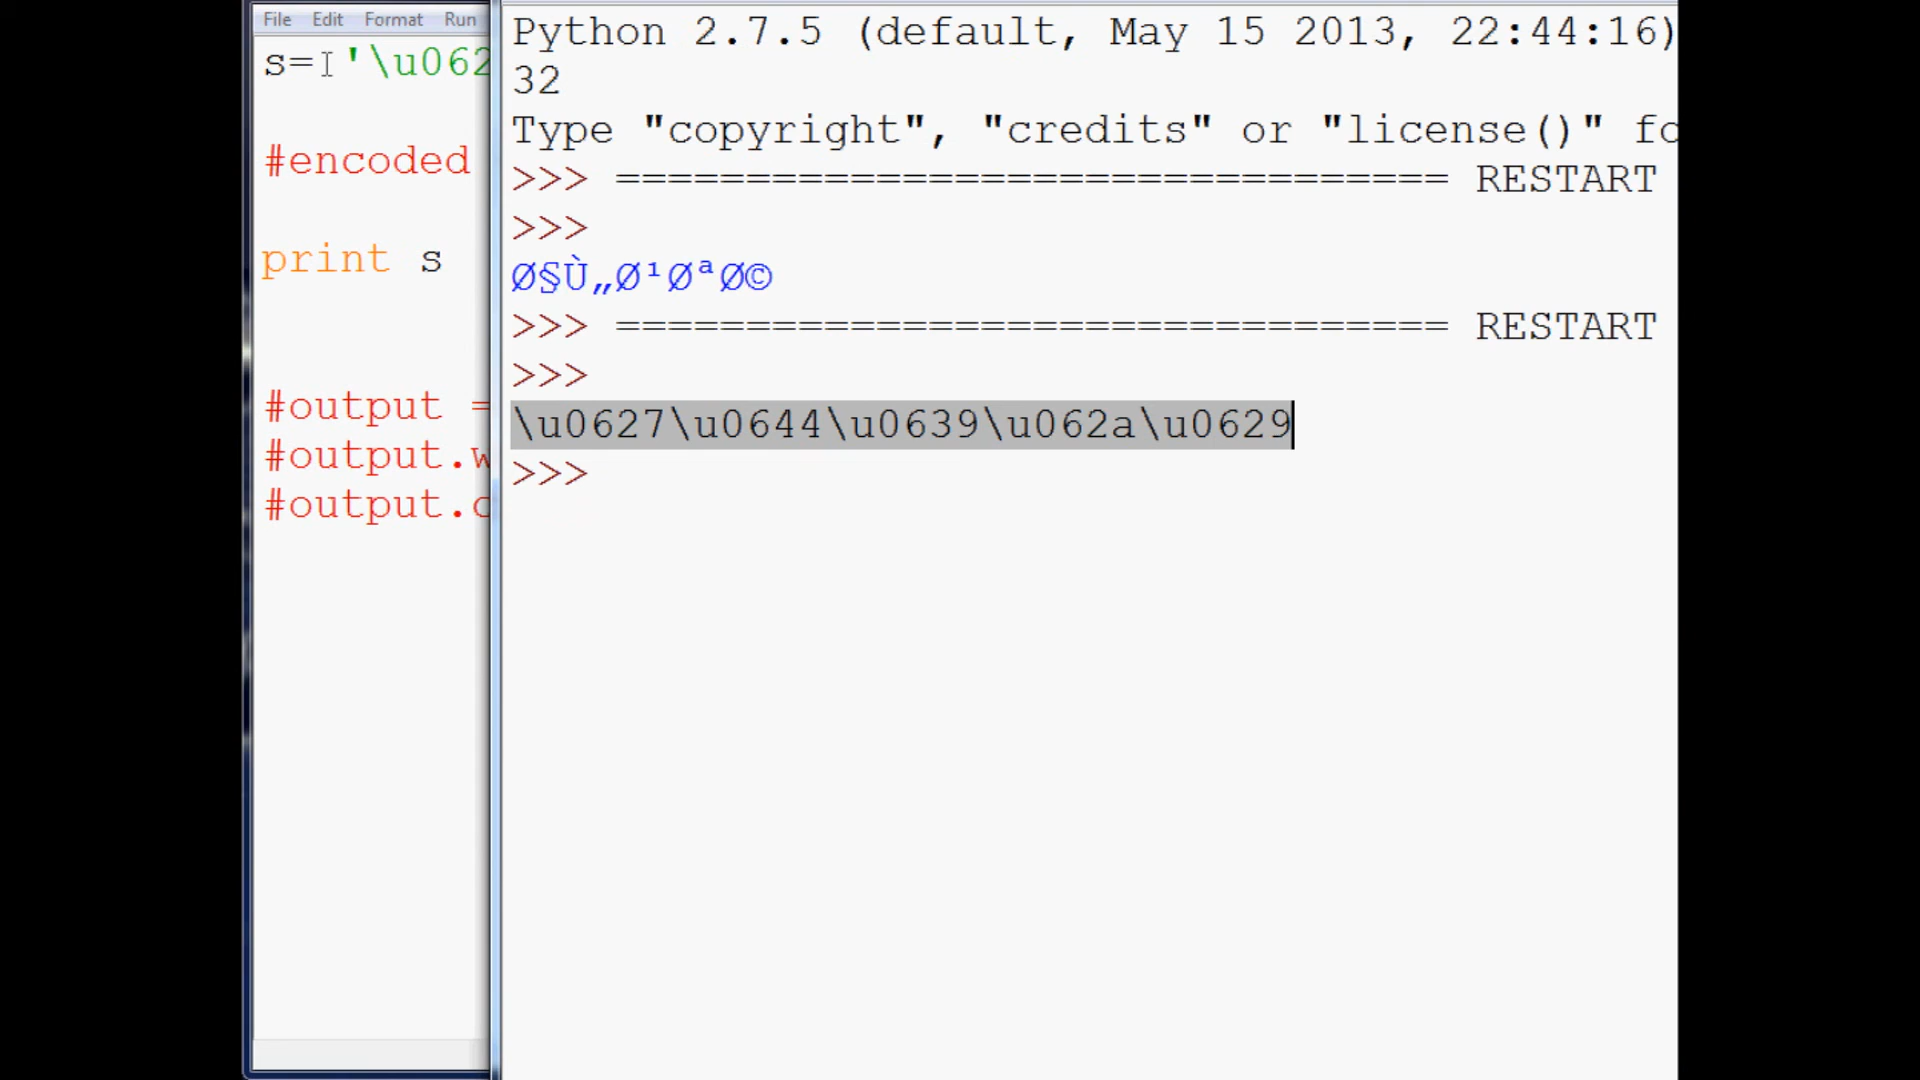 File Edit Format Run
s= '\u062
#encoded
print s
#output =
#output.w
#output.c
Python 2.7.5 (default, May 15 2013, 22:44:16)
32
Type "copyright", "credits" or "license()" fo
>>> ================================ RESTART
>>>
Ø§Ù„Ø¹ØªØ©
>>> ================================ RESTART
>>>
\u0627\u0644\u0639\u062a\u0629
>>>